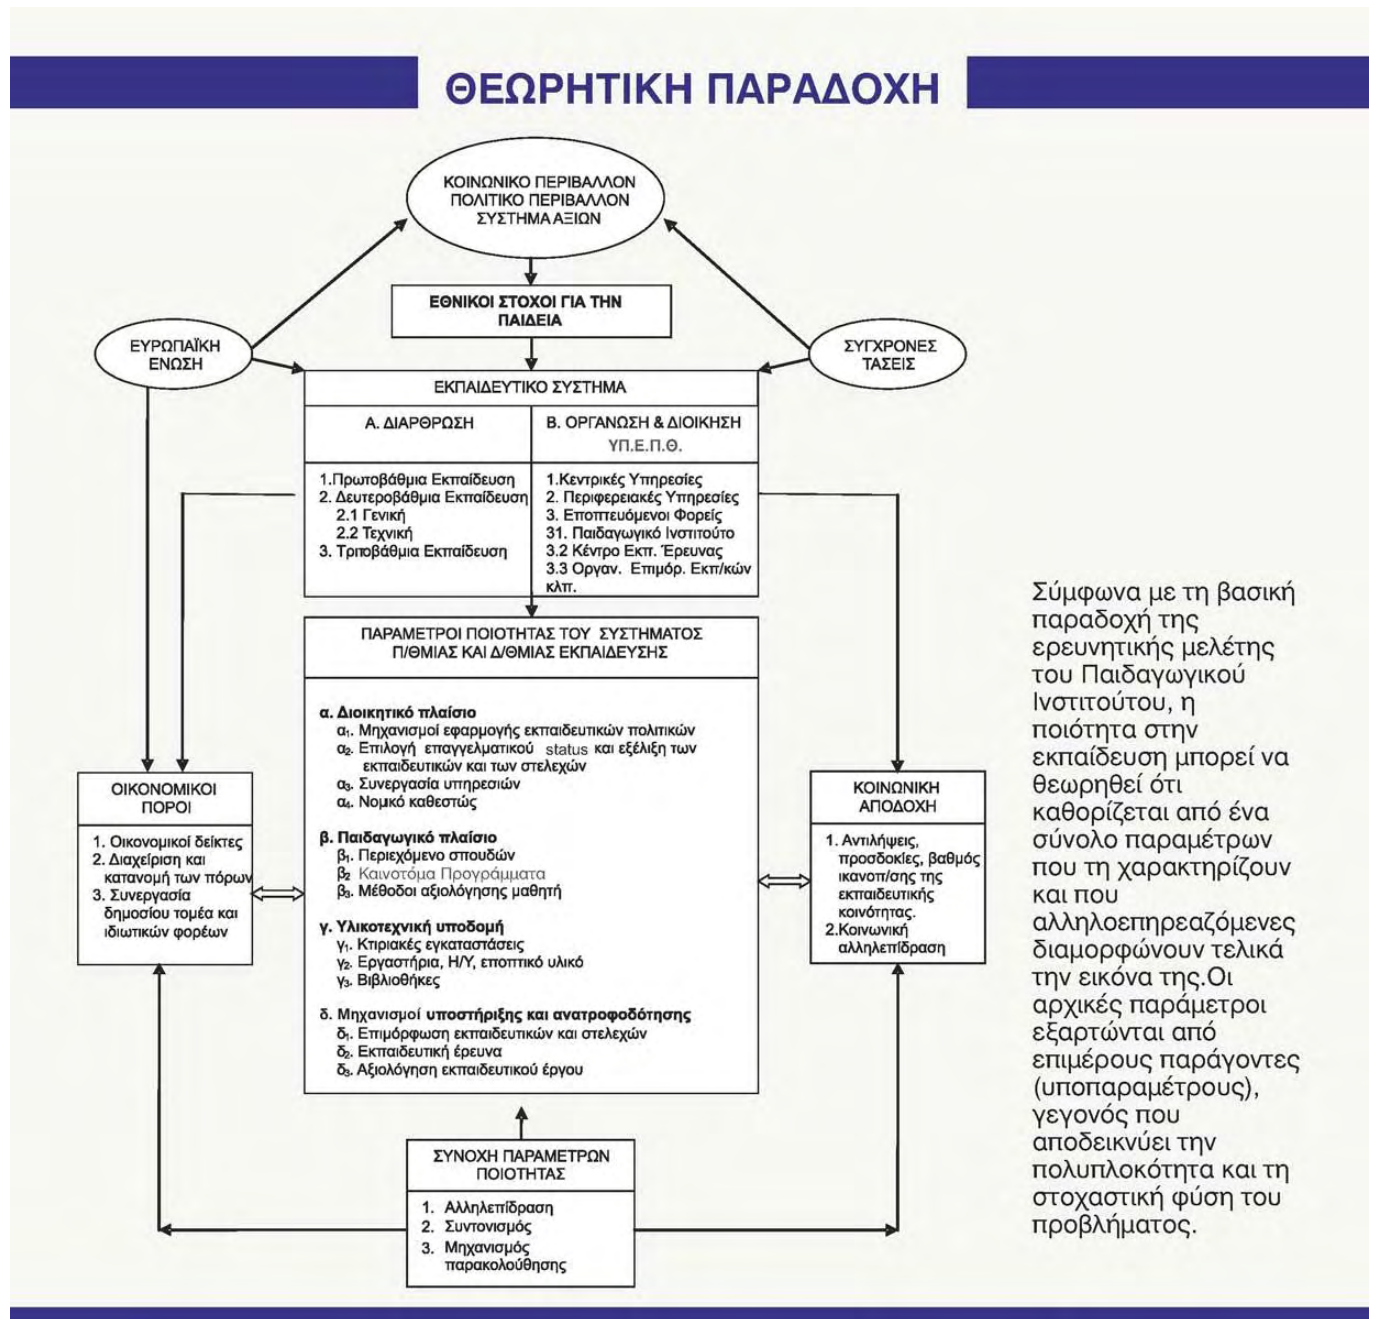 ΘΕΩΡΗΤΙΚΗ ΠΑΡΑΔΟΧΗ
ΚΟΙΝΩΝΙΚΟ ΠΕΡΙΒΑΛΛΟΝ
ΠΟΛΙΤΙΚΟ ΠΕΡΙΒΑΛΛΟΝ
ΣΥΣΤΗΜΑ ΑΞΙΩΝ
ΕΘΝΙΚΟΙ ΣΤΟΧΟΙ ΓΙΑ ΤΗΝ
ΠΑΙΔΕΙΑ
ΕΥΡΩΠΑΪΚΗ
ΕΝΩΣΗ
ΣΥΓΧΡΟΝΕΣ
ΤΑΣΕΙΣ
ΕΚΠΑΙΔΕΥΤΙΚΟ ΣΥΣΤΗΜΑ
Α. ΔΙΑΡΘΡΩΣΗ
1.Πρωτοβάθμια Εκπαίδευση
2. Δευτεροβάθμια Εκπαίδευση
2.1 Γενική
2.2 Τεχνική
3. Τριτοβάθμια Εκπαίδευση
Β. ΟΡΓΑΝΩΣΗ & ΔΙΟΙΚΗΣΗ
ΥΠ.Ε.Π.Θ.
1.Κεντρικές Υπηρεσίες
2. Περιφερειακές Υπηρεσίες
3. Εποπτευόμενοι Φορείς
31. Παιδαγωγικό Ινστιτούτο
3.2 Κέντρο Εκπ. Έρευνας
3.3 Οργαν. Επιμόρ. Εκπ/κών
κλπ.
ΠΑΡΑΜΕΤΡΟΙ ΠΟΙΟΤΗΤΑΣ ΤΟΥ ΣΥΣΤΗΜΑΤΟΣ
Π/ΘΜΙΑΣ ΚΑΙ Δ/ΘΜΙΑΣ ΕΚΠΑΙΔΕΥΣΗΣ
α. Διοικητικό πλαίσιο
α₁. Μηχανισμοί εφαρμογής εκπαιδευτικών πολιτικών
α₂. Επιλογή επαγγελματικού status και εξέλιξη των
εκπαιδευτικών και των στελεχών
α₃. Συνεργασία υπηρεσιών
α₄. Νομικό καθεστώς
β. Παιδαγωγικό πλαίσιο
β₁. Περιεχόμενο σπουδών
β₂ Καινοτόμα Προγράμματα
β₃. Μέθοδοι αξιολόγησης μαθητή
γ. Υλικοτεχνική υποδομή
γ₁. Κτιριακές εγκαταστάσεις
γ₂. Εργαστήρια, Η/Υ, εποπτικό υλικό
γ₃. Βιβλιοθήκες
δ. Μηχανισμοί υποστήριξης και ανατροφοδότησης
δ₁. Επιμόρφωση εκπαιδευτικών και στελεχών
δ₂. Εκπαιδευτική έρευνα
δ₃. Αξιολόγηση εκπαιδευτικού έργου
ΟΙΚΟΝΟΜΙΚΟΙ
ΠΟΡΟΙ
1. Οικονομικοί δείκτες
2. Διαχείριση και
κατανομή των πόρων
3. Συνεργασία
δημοσίου τομέα και
ιδιωτικών φορέων
ΚΟΙΝΩΝΙΚΗ
ΑΠΟΔΟΧΗ
1. Αντιλήψεις,
προσδοκίες, βαθμός
ικανοπ/σης της
εκπαιδευτικής
κοινότητας.
2.Κοινωνική
αλληλεπίδραση
ΣΥΝΟΧΗ ΠΑΡΑΜΕΤΡΩΝ
ΠΟΙΟΤΗΤΑΣ
1. Αλληλεπίδραση
2. Συντονισμός
3. Μηχανισμός
παρακολούθησης
Σύμφωνα με τη βασική
παραδοχή της
ερευνητικής μελέτης
του Παιδαγωγικού
Ινστιτούτου, η
ποιότητα στην
εκπαίδευση μπορεί να
θεωρηθεί ότι
καθορίζεται από ένα
σύνολο παραμέτρων
που τη χαρακτηρίζουν
και που
αλληλοεπηρεαζόμενες
διαμορφώνουν τελικά
την εικόνα της.Οι
αρχικές παράμετροι
εξαρτώνται από
επιμέρους παράγοντες
(υποπαραμέτρους),
γεγονός που
αποδεικνύει την
πολυπλοκότητα και τη
στοχαστική φύση του
προβλήματος.